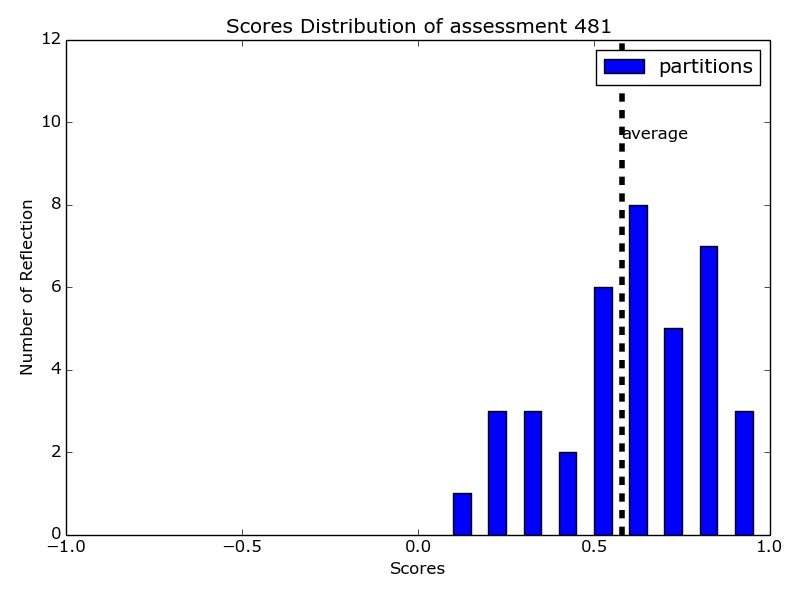 Scores Distribution of assessment 481
partitions
average
Number of Reflection
12
10
8
6
4
2
0
−1.0 −0.5 0.0 0.5 1.0
Scores